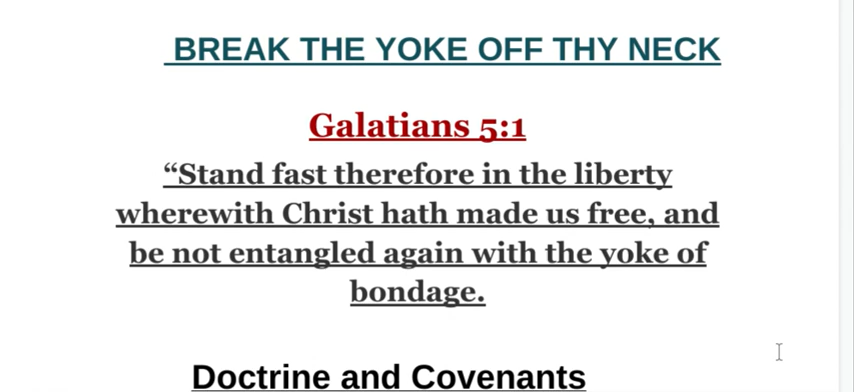 BREAK THE YOKE OFF THY NECK
Galatians 5:1
“Stand fast therefore in the liberty
wherewith Christ hath made us free, and
be not entangled again with the yoke of
bondage.
Doctrine and Covenants